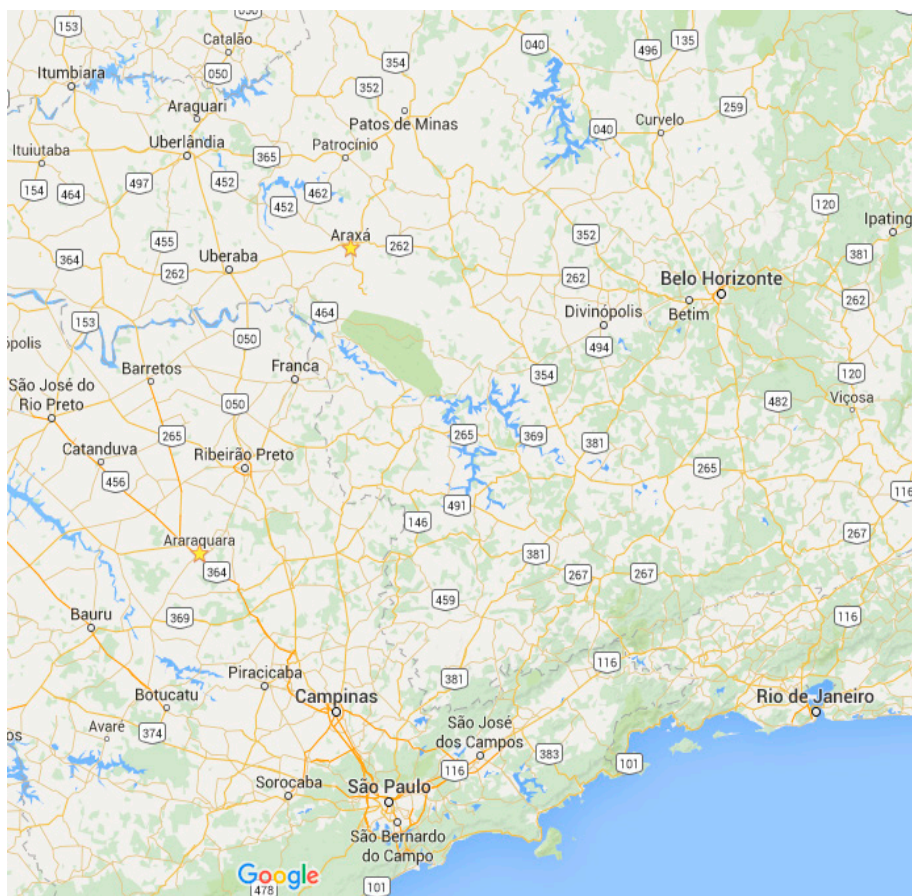 050
153
Catalão
040
496
135
Itumbiara
050
354
352
Araguari
Patos de Minas
259
Curvelo
040
Uberlândia
365
Patrocínio
Ituiutaba
154
464
497
452
462
452
120
Ipating
Araxá
352
455
262
381
364
Uberaba
262
262
Belo Horizonte
Betim
262
464
Divinópolis
153
050
494
ópolis
Barretos
Franca
354
120
São José do
Rio Preto
050
482
Viçosa
265
265
369
381
Catanduva
Ribeirão Preto
265
456
116
491
146
Araraquara
267
381
364
267
267
459
Bauru
369
116
116
Piracicaba
381
Botucatu
Campinas
Rio de Janeiro
Avaré
374
São José
dos Campos
os
383
101
116
Sorocaba
São Paulo
São Bernardo
do Campo
Google
478
101